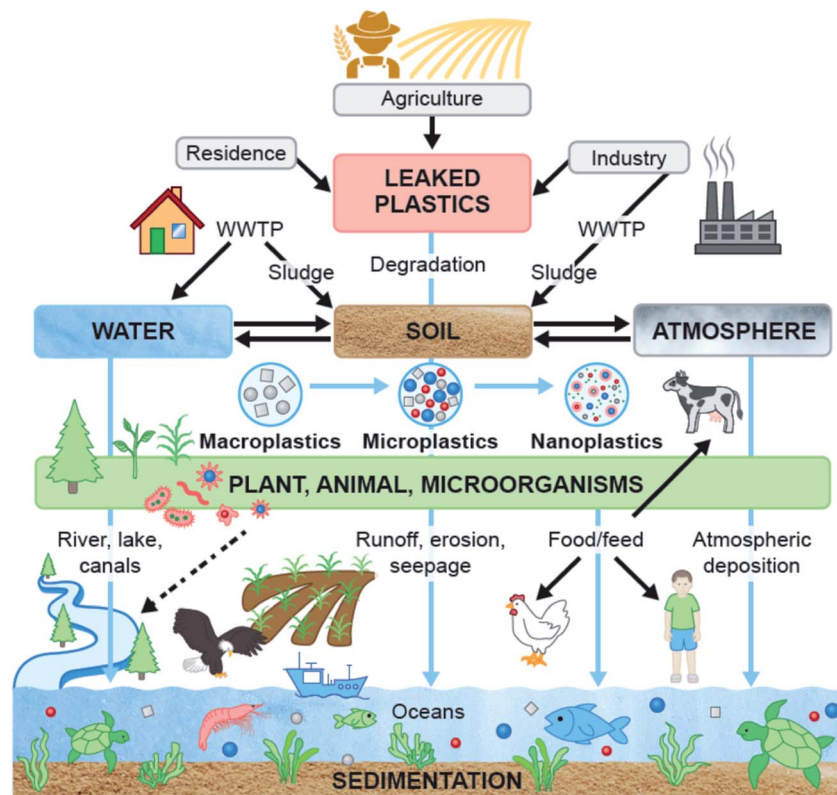 Agriculture
Residence
Industry
LEAKED
PLASTICS
WWTP
WWTP
Sludge
Degradation
Sludge
WATER
SOIL
ATMOSPHERE
Macroplastics
Microplastics
Nanoplastics
PLANT, ANIMAL, MICROORGANISMS
River, lake,
canals
Runoff, erosion,
seepage
Food/feed
Atmospheric
deposition
Oceans
SEDIMENTATION